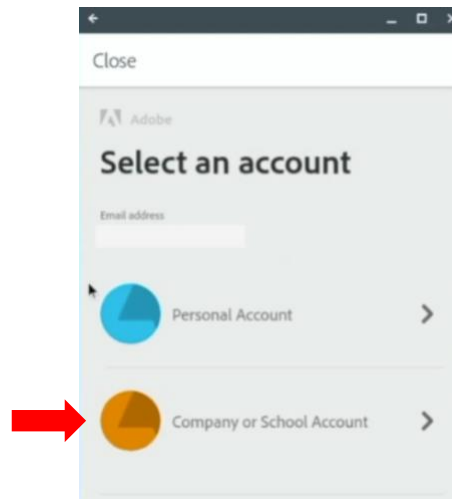 Close
Adobe
Select an account
Email address
Personal Account
Company or School Account